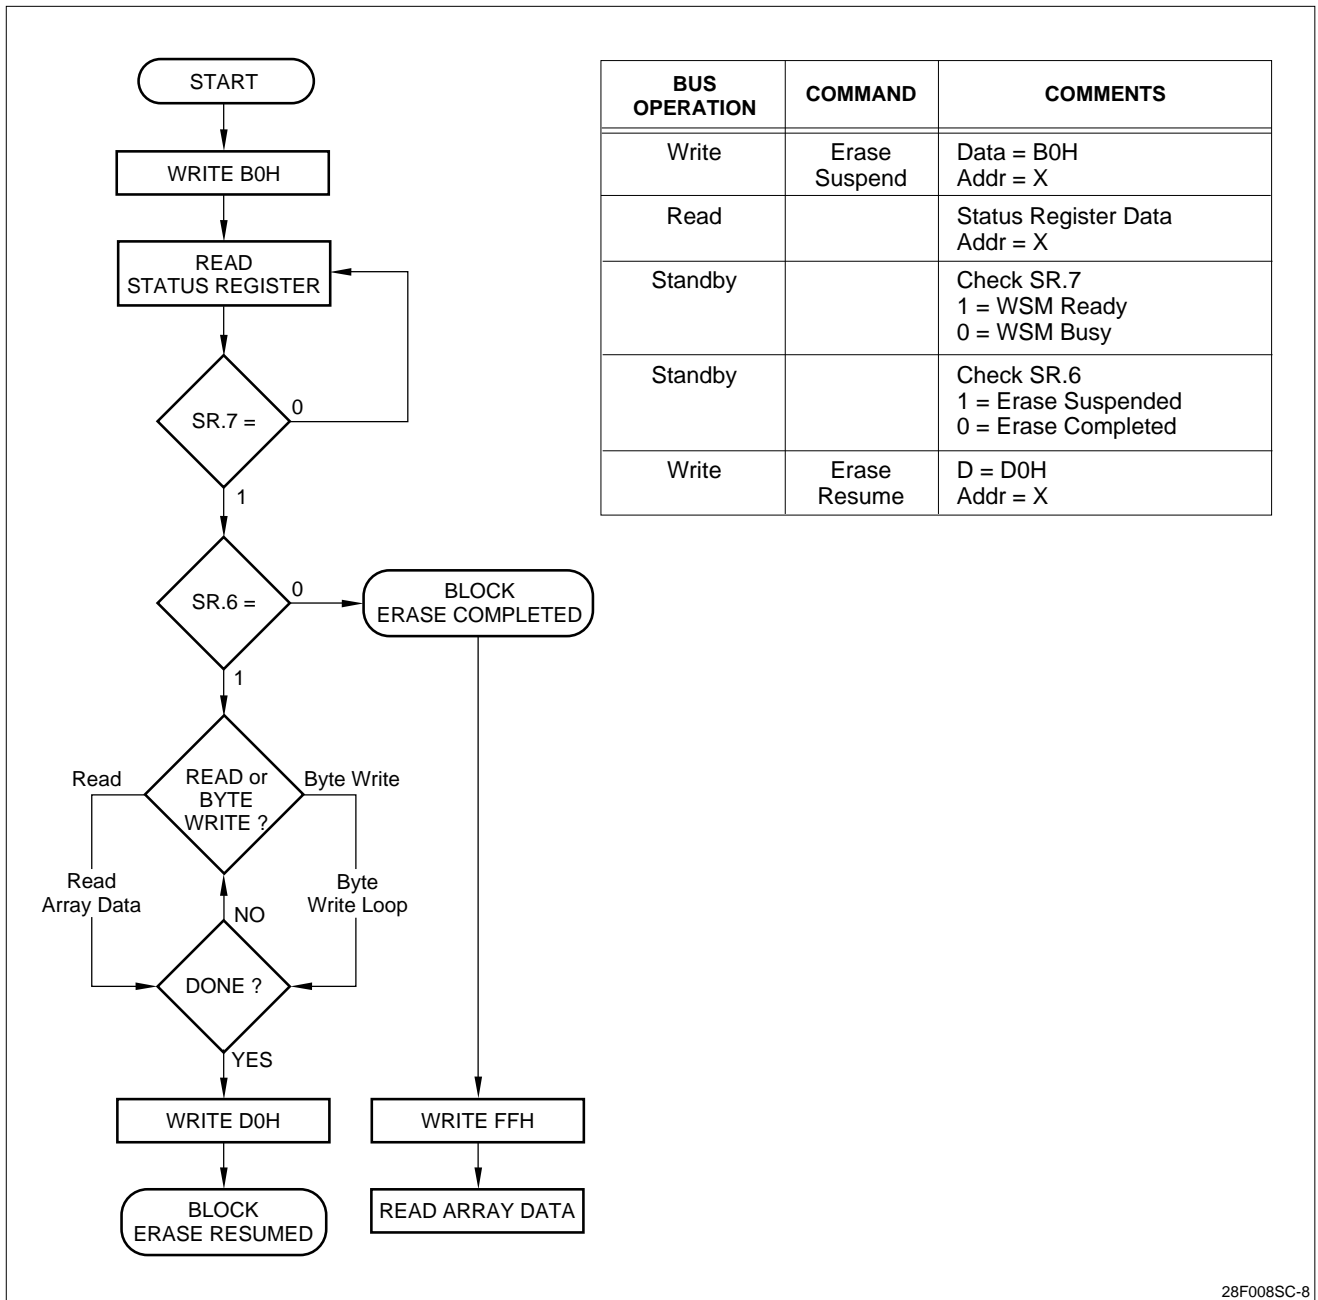 START
WRITE B0H
READ
STATUS REGISTER
SR.7 =
0
1
SR.6 =
0
BLOCK
ERASE COMPLETED
1
READ or
BYTE
WRITE ?
Read
Byte Write
Read
Array Data
Byte
Write Loop
NO
DONE ?
YES
WRITE D0H
WRITE FFH
BLOCK
ERASE RESUMED
READ ARRAY DATA
BUS
OPERATION
COMMAND
COMMENTS
Write
Erase
Suspend
Data = B0H
Addr = X
Read
Status Register Data
Addr = X
Standby
Check SR.7
1 = WSM Ready
0 = WSM Busy
Standby
Check SR.6
1 = Erase Suspended
0 = Erase Completed
Write
Erase
Resume
D = D0H
Addr = X
28F008SC-8